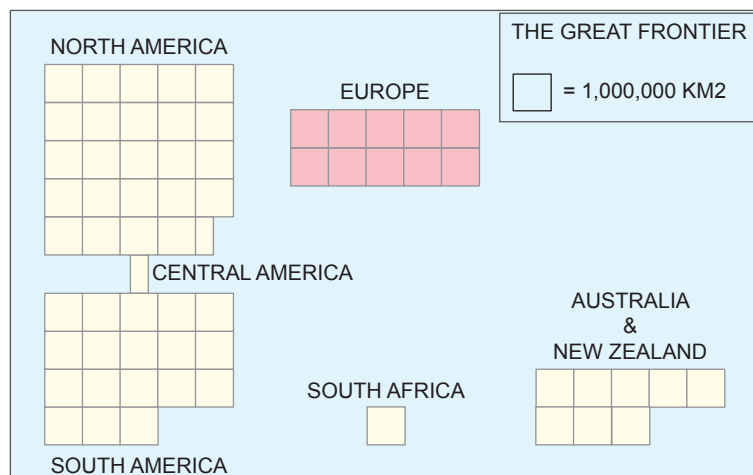 NORTH AMERICA
THE GREAT FRONTIER
= 1,000,000 KM2
EUROPE
CENTRAL AMERICA
AUSTRALIA
&
NEW ZEALAND
SOUTH AFRICA
SOUTH AMERICA